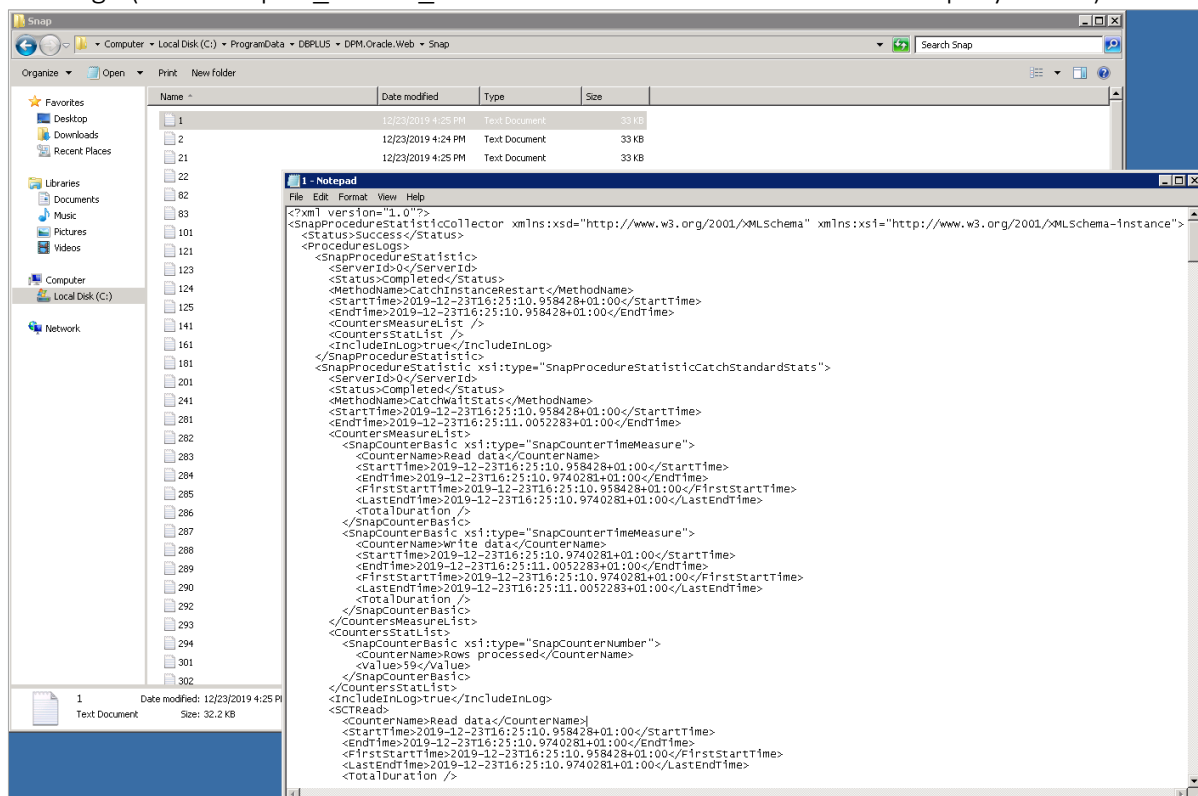 Snap
Computer ▾ Local Disk (C:) ▾ ProgramData ▾ DBPLUS ▾ DPM.Oracle.Web ▾ Snap
Search Snap
Organize ▾ Open ▾ Print New folder
Favorites
Desktop
Downloads
Recent Places
Libraries
Documents
Music
Pictures
Videos
Computer
Local Disk (C:)
Network
Name Date modified Type Size
1 12/23/2019 4:25 PM Text Document 33 KB
2 12/23/2019 4:24 PM Text Document 33 KB
21 12/23/2019 4:25 PM Text Document 33 KB
22
82
83
101
121
123
124
125
141
161
181
201
241
281
282
283
284
285
286
287
288
289
290
292
293
294
301
302
1 Date modified: 12/23/2019 4:25 P
Text Document Size: 32.2 KB
1 - Notepad
File Edit Format View Help
<?xml version="1.0"?>
<SnapProcedureStatisticCollector xmlns:xsd="http://www.w3.org/2001/XMLSchema" xmlns:xsi="http://www.w3.org/2001/XMLSchema-instance">
<Status>Success</Status>
<ProceduresLogs>
<SnapProcedureStatistic>
<ServerId>0</ServerId>
<Status>Completed</Status>
<MethodName>CatchInstanceRestart</MethodName>
<StartTime>2019-12-23T16:25:10.958428+01:00</StartTime>
<EndTime>2019-12-23T16:25:10.958428+01:00</EndTime>
<CountersMeasureList />
<CountersStatList />
<IncludeInLog>true</IncludeInLog>
</SnapProcedureStatistic>
<SnapProcedureStatistic xsi:type="SnapProcedureStatisticCatchStandardStats">
<ServerId>0</ServerId>
<Status>Completed</Status>
<MethodName>CatchWaitStats</MethodName>
<StartTime>2019-12-23T16:25:10.958428+01:00</StartTime>
<EndTime>2019-12-23T16:25:11.0052283+01:00</EndTime>
<CountersMeasureList>
<SnapCounterBasic xsi:type="SnapCounterTimeMeasure">
<CounterName>Read data</CounterName>
<StartTime>2019-12-23T16:25:10.958428+01:00</StartTime>
<EndTime>2019-12-23T16:25:10.9740281+01:00</EndTime>
<FirstStartTime>2019-12-23T16:25:10.958428+01:00</FirstStartTime>
<LastEndTime>2019-12-23T16:25:10.9740281+01:00</LastEndTime>
<TotalDuration />
</SnapCounterBasic>
<SnapCounterBasic xsi:type="SnapCounterTimeMeasure">
<CounterName>Write data</CounterName>
<StartTime>2019-12-23T16:25:10.9740281+01:00</StartTime>
<EndTime>2019-12-23T16:25:11.0052283+01:00</EndTime>
<FirstStartTime>2019-12-23T16:25:10.9740281+01:00</FirstStartTime>
<LastEndTime>2019-12-23T16:25:11.0052283+01:00</LastEndTime>
<TotalDuration />
</SnapCounterBasic>
</CountersMeasureList>
<CountersStatList>
<SnapCounterBasic xsi:type="SnapCounterNumber">
<CounterName>Rows processed</CounterName>
<Value>59</Value>
</SnapCounterBasic>
</CountersStatList>
<IncludeInLog>true</IncludeInLog>
<SCTRead>
<CounterName>Read data</CounterName>
<StartTime>2019-12-23T16:25:10.958428+01:00</StartTime>
<EndTime>2019-12-23T16:25:10.9740281+01:00</EndTime>
<FirstStartTime>2019-12-23T16:25:10.958428+01:00</FirstStartTime>
<LastEndTime>2019-12-23T16:25:10.9740281+01:00</LastEndTime>
<TotalDuration />